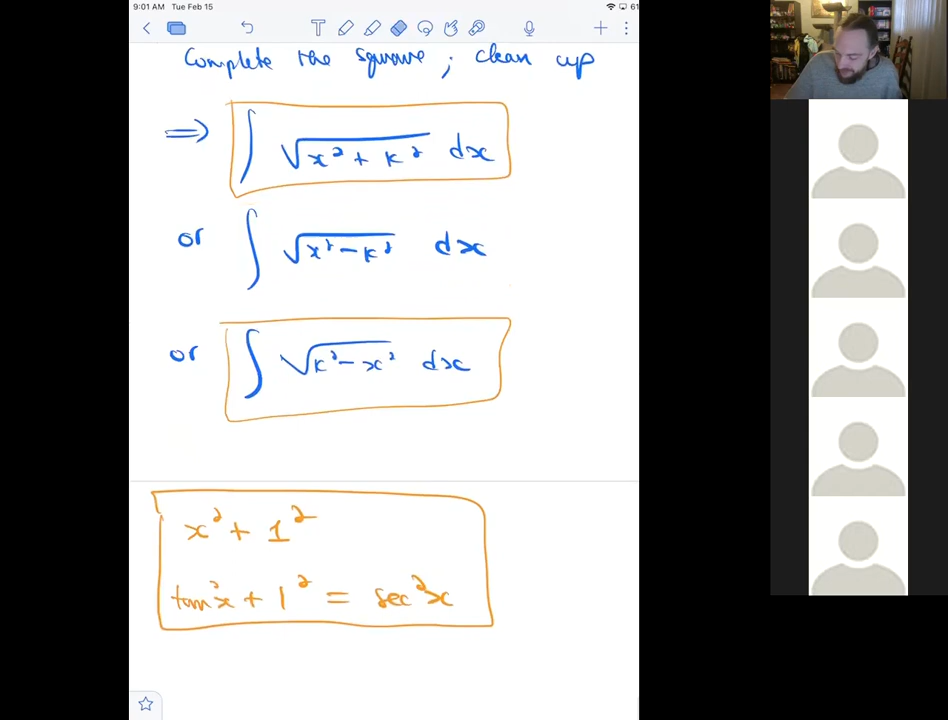 9:01 AM Tue Feb 15
61
Complete the square ; clean up
⟹ ∫ √(x² + k²) dx
or ∫ √(x² − k²) dx
or ∫ √(k² − x²) dx
x² + 1²
tan²x + 1² = sec²x